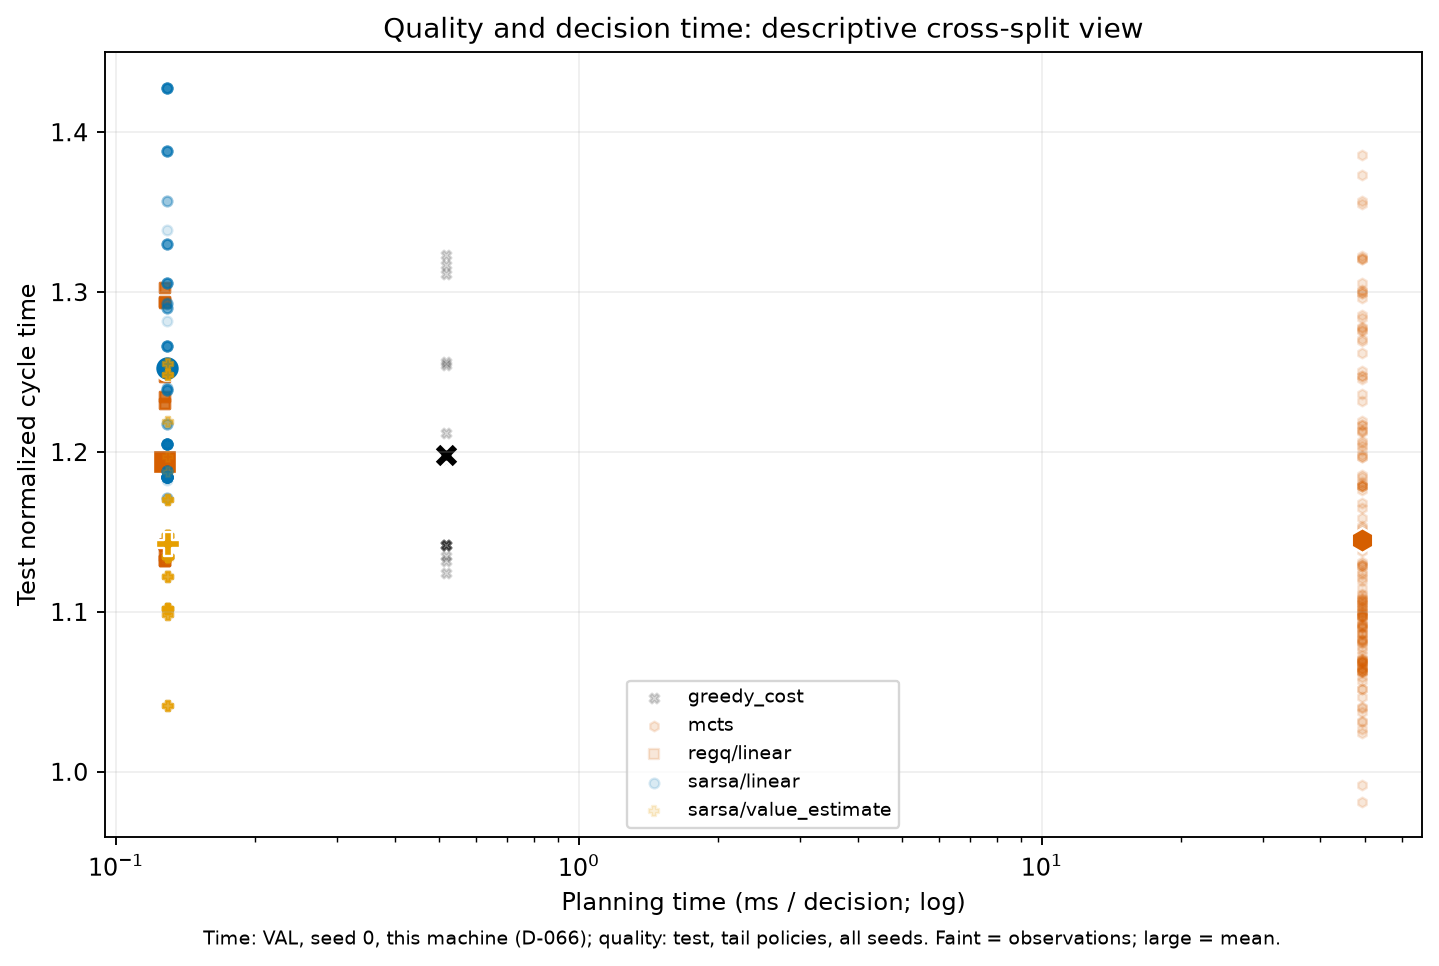 Quality and decision time: descriptive cross-split view
Test normalized cycle time
1.4
1.3
1.2
1.1
1.0
greedy_cost
mcts
regq/linear
sarsa/linear
sarsa/value_estimate
10⁻¹
10⁰
10¹
Planning time (ms / decision; log)
Time: VAL, seed 0, this machine (D-066); quality: test, tail policies, all seeds. Faint = observations; large = mean.